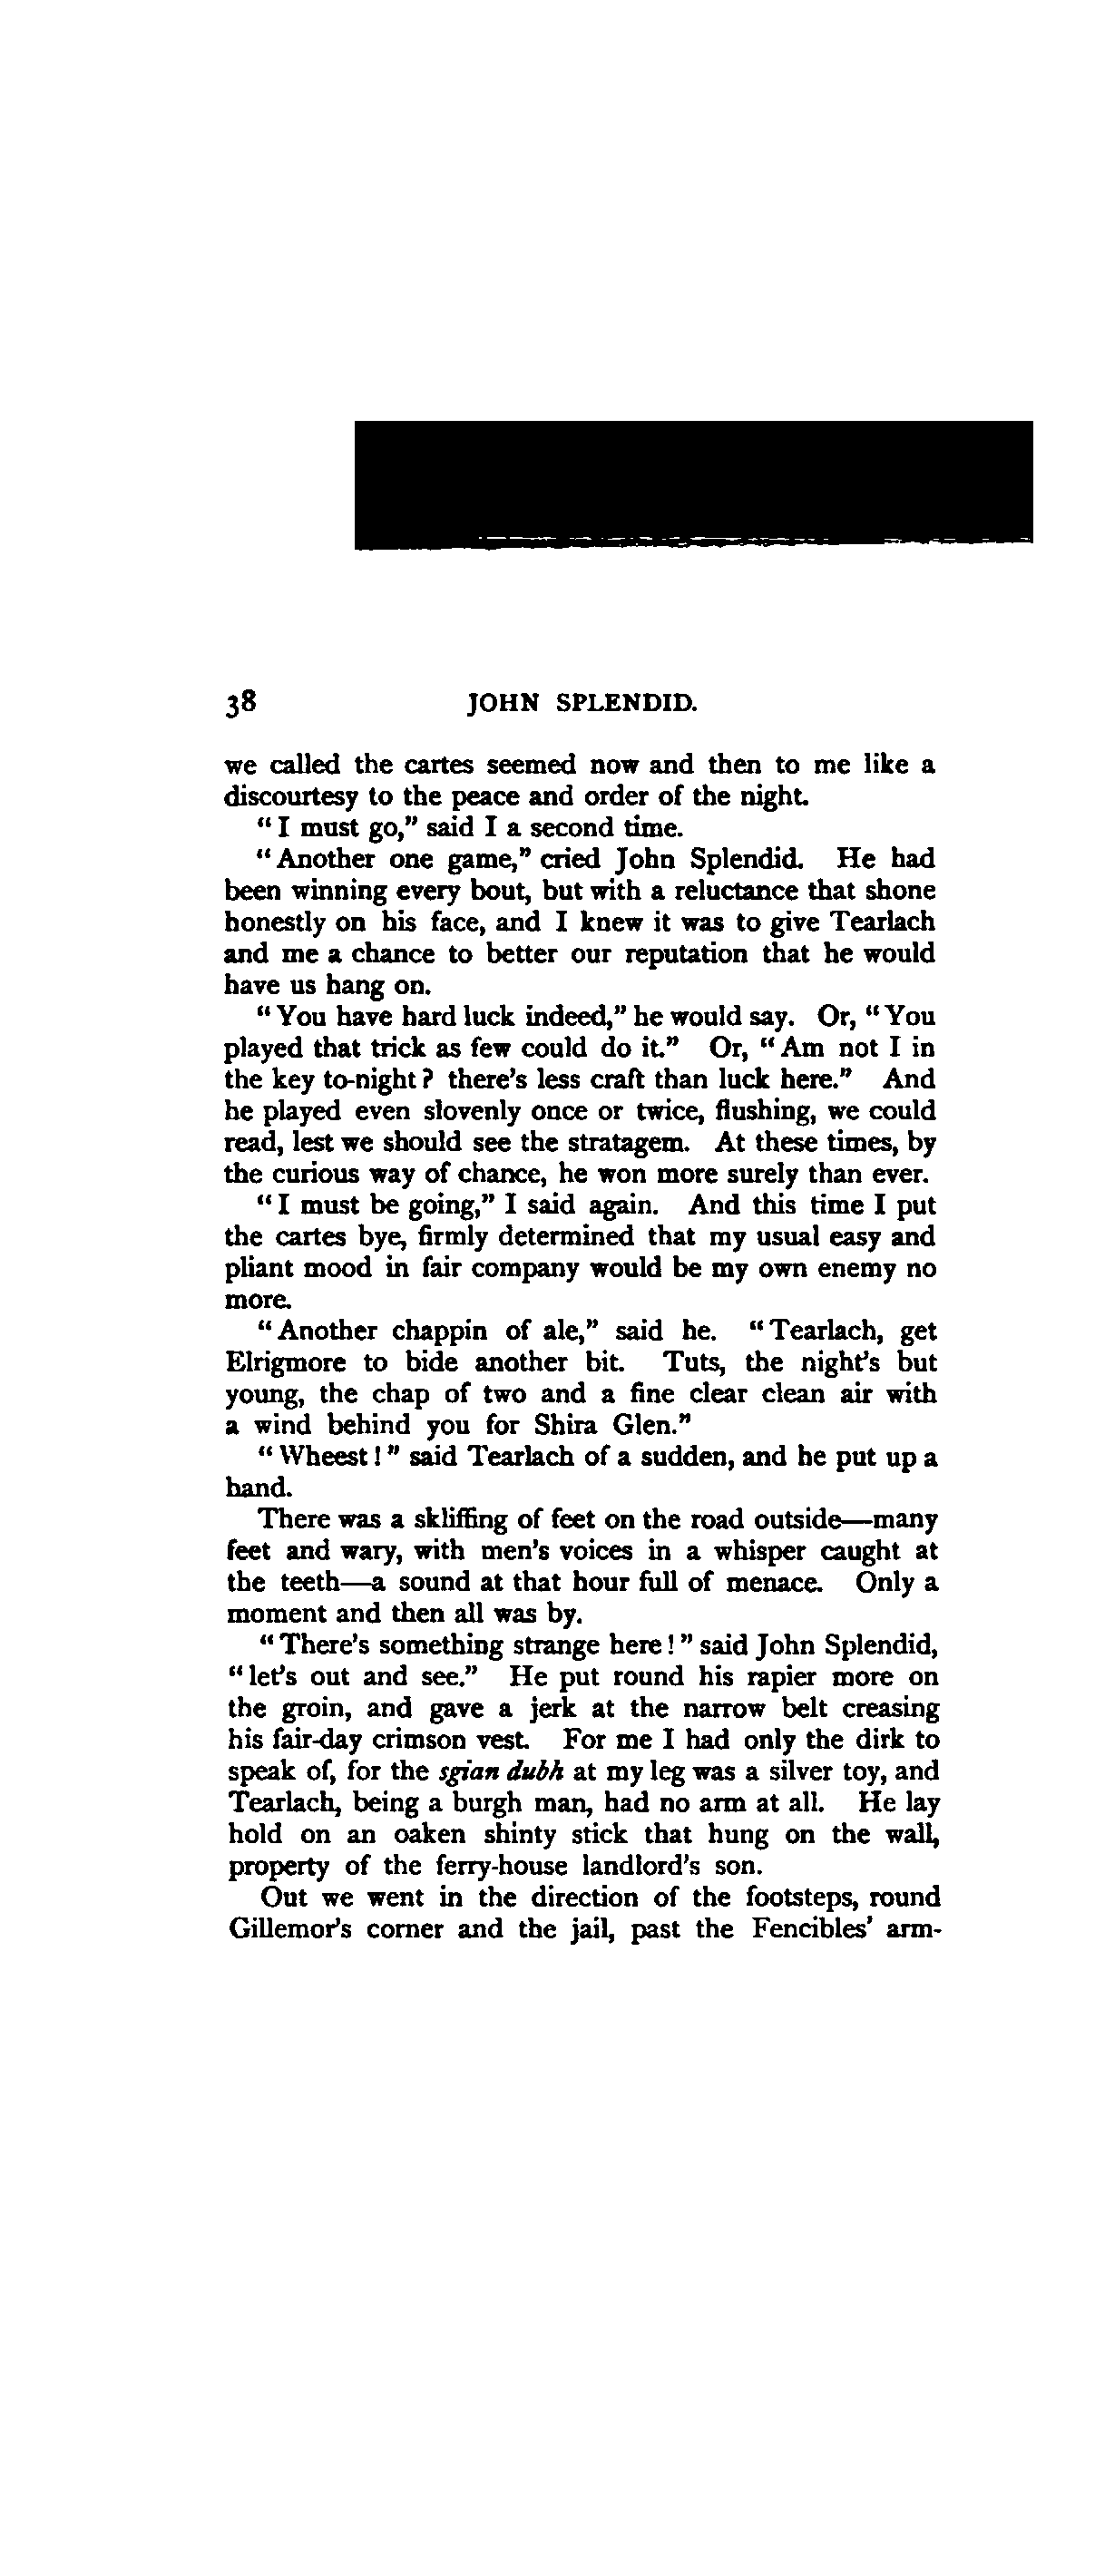 38 JOHN SPLENDID.
we called the cartes seemed now and then to me like a
discourtesy to the peace and order of the night.
"I must go," said I a second time.
"Another one game," cried John Splendid. He had
been winning every bout, but with a reluctance that shone
honestly on his face, and I knew it was to give Tearlach
and me a chance to better our reputation that he would
have us hang on.
"You have hard luck indeed," he would say. Or, "You
played that trick as few could do it." Or, "Am not I in
the key to-night? there's less craft than luck here." And
he played even slovenly once or twice, flushing, we could
read, lest we should see the stratagem. At these times, by
the curious way of chance, he won more surely than ever.
"I must be going," I said again. And this time I put
the cartes bye, firmly determined that my usual easy and
pliant mood in fair company would be my own enemy no
more.
"Another chappin of ale," said he. "Tearlach, get
Elrigmore to bide another bit. Tuts, the night's but
young, the chap of two and a fine clear clean air with
a wind behind you for Shira Glen."
"Wheest!" said Tearlach of a sudden, and he put up a
hand.
There was a skliffing of feet on the road outside—many
feet and wary, with men's voices in a whisper caught at
the teeth—a sound at that hour full of menace. Only a
moment and then all was by.
"There's something strange here!" said John Splendid,
"let's out and see." He put round his rapier more on
the groin, and gave a jerk at the narrow belt creasing
his fair-day crimson vest. For me I had only the dirk to
speak of, for the sgian dubh at my leg was a silver toy, and
Tearlach, being a burgh man, had no arm at all. He lay
hold on an oaken shinty stick that hung on the wall,
property of the ferry-house landlord's son.
Out we went in the direction of the footsteps, round
Gillemor's corner and the jail, past the Fencibles' arm-